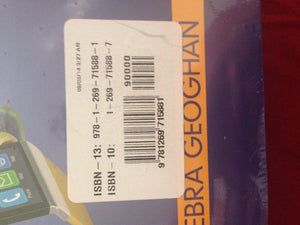 ISBN - 13: 978-1-269-71588-1
ISBN - 10: 1-269-71588-7
90000
9 781269 715881
EBRA GEOGHAN